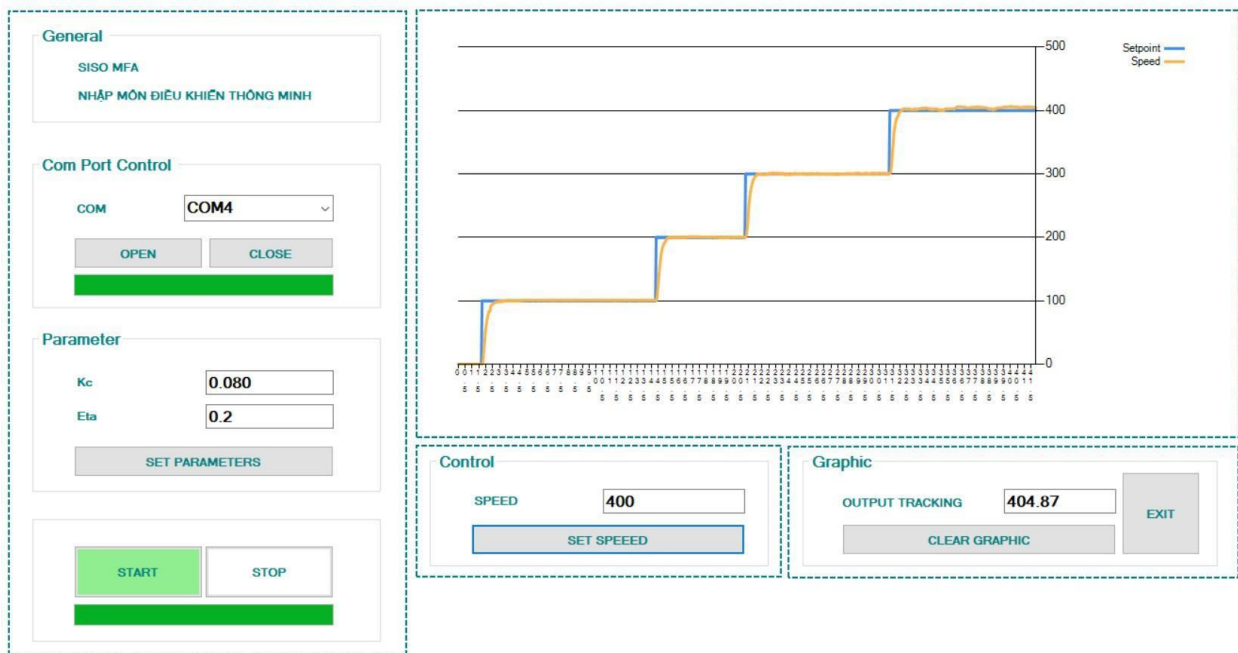 General
SISO MFA
NHẬP MÔN ĐIỀU KHIỂN THÔNG MINH
Com Port Control
COM
COM4
OPEN
CLOSE
Parameter
Kc
0.080
Eta
0.2
SET PARAMETERS
START
STOP
Setpoint
Speed
500
400
300
200
100
0
Control
SPEED
400
SET SPEEED
Graphic
OUTPUT TRACKING
404.87
CLEAR GRAPHIC
EXIT